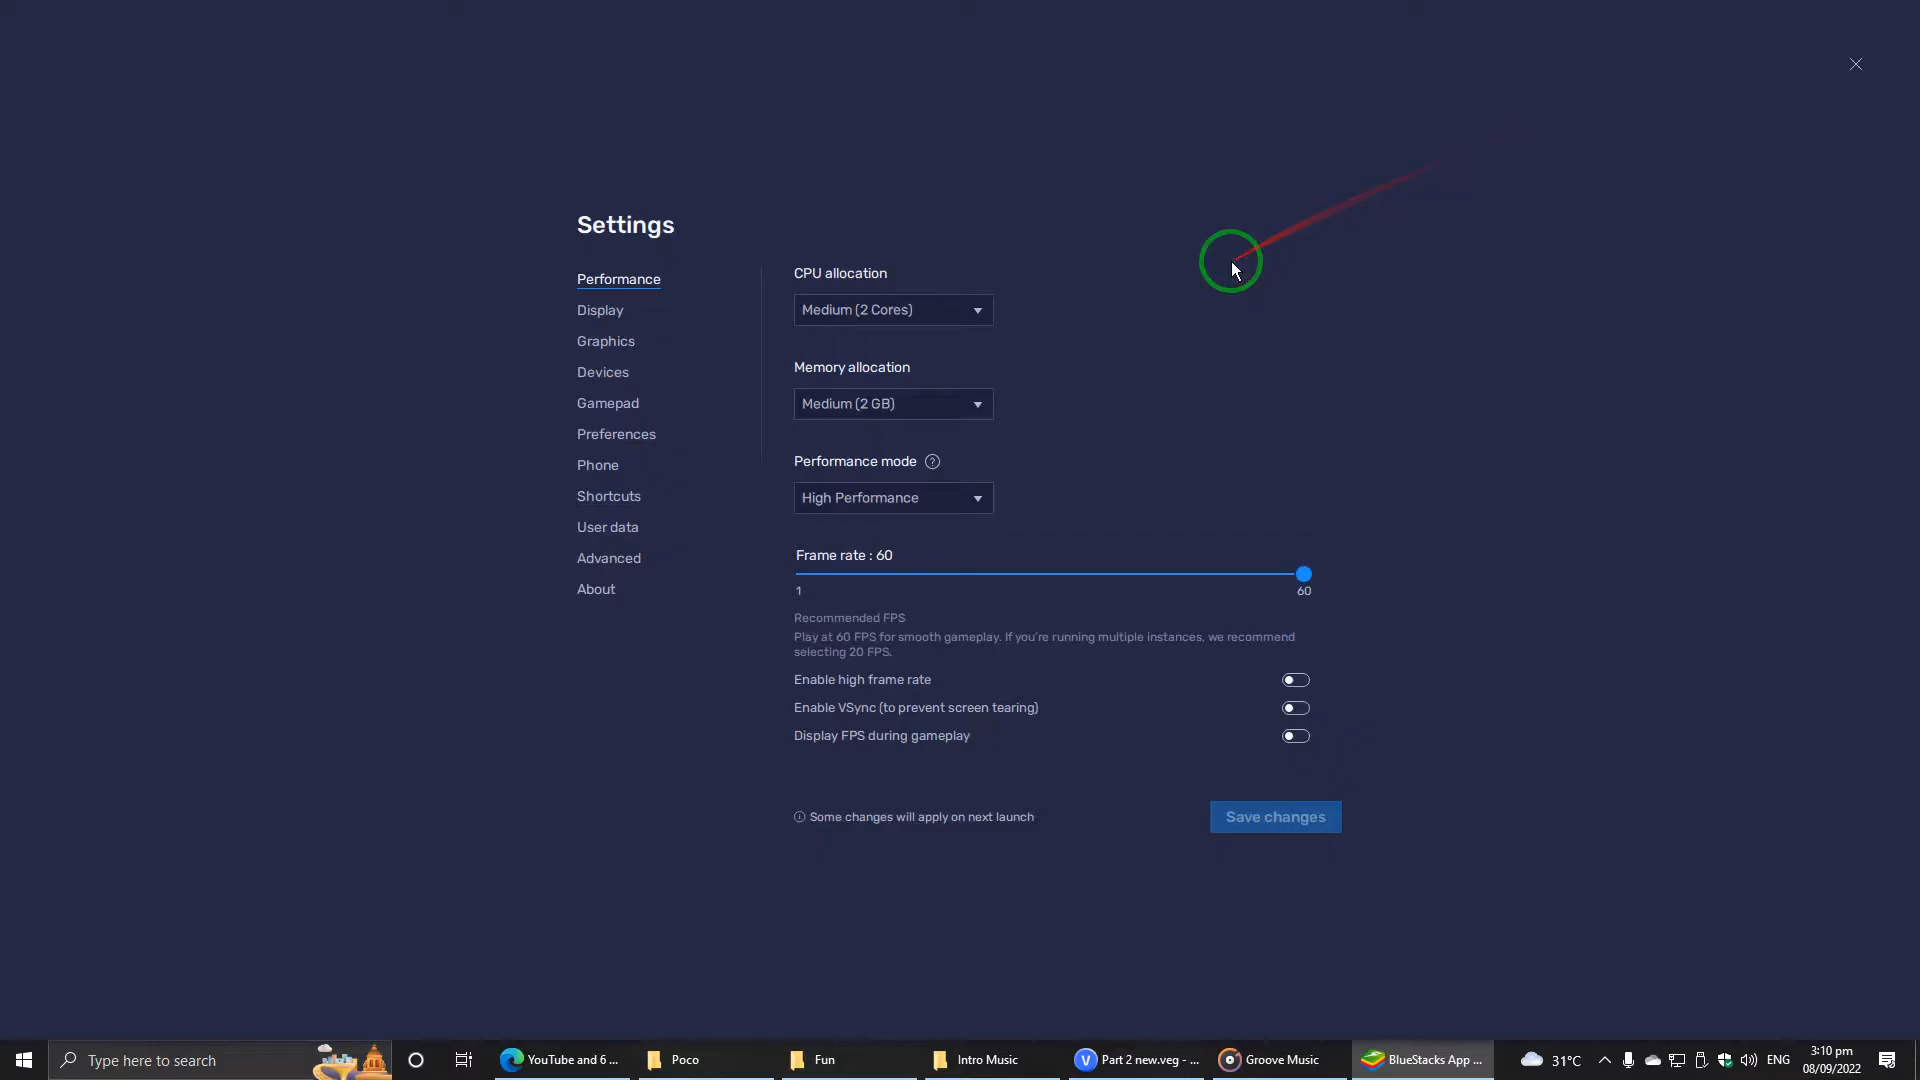 Settings
Performance
Display
Graphics
Devices
Gamepad
Preferences
Phone
Shortcuts
User data
Advanced
About
CPU allocation
Medium (2 Cores)
Memory allocation
Medium (2 GB)
Performance mode ?
High Performance
Frame rate : 60
1 60
Recommended FPS
Play at 60 FPS for smooth gameplay. If you're running multiple instances, we recommend
selecting 20 FPS.
Enable high frame rate
Enable VSync (to prevent screen tearing)
Display FPS during gameplay
Some changes will apply on next launch
Save changes
Type here to search
YouTube and 6 ...
Poco
Fun
Intro Music
V Part 2 new.veg - ...
Groove Music
BlueStacks App ...
31°C
ENG
3:10 pm
08/09/2022